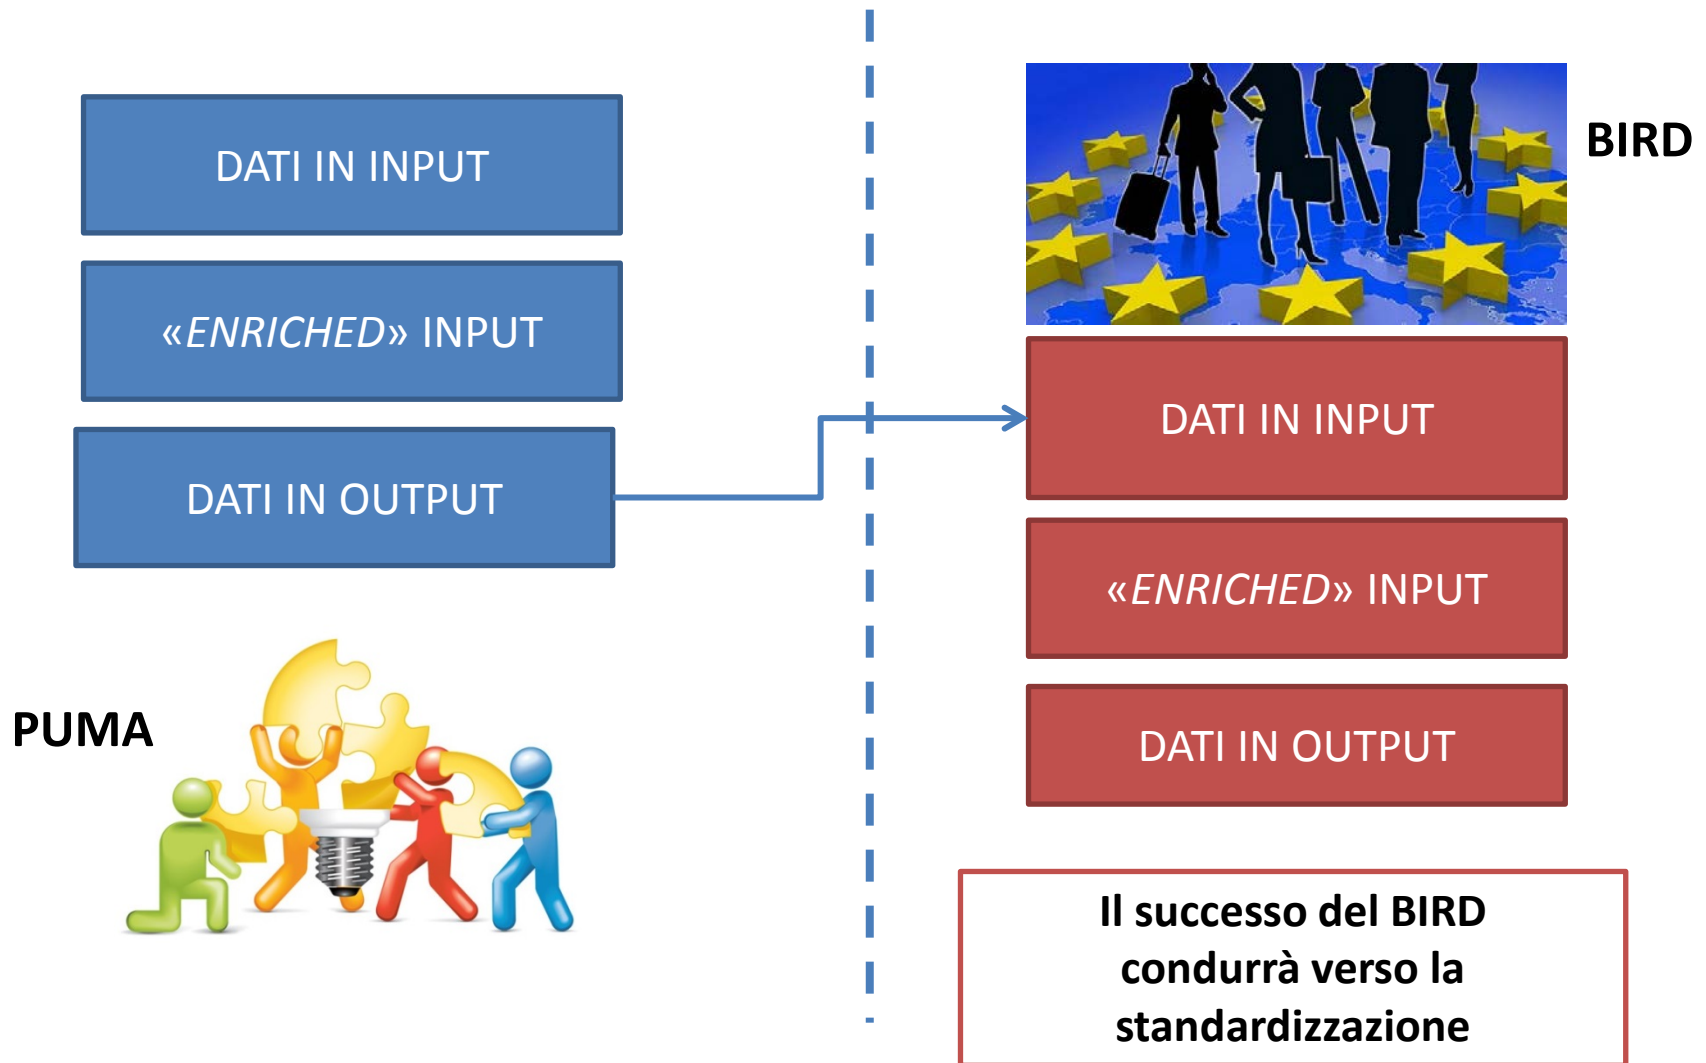 DATI IN INPUT
«ENRICHED» INPUT
DATI IN OUTPUT
PUMA
BIRD
DATI IN INPUT
«ENRICHED» INPUT
DATI IN OUTPUT
Il successo del BIRD
condurrà verso la
standardizzazione